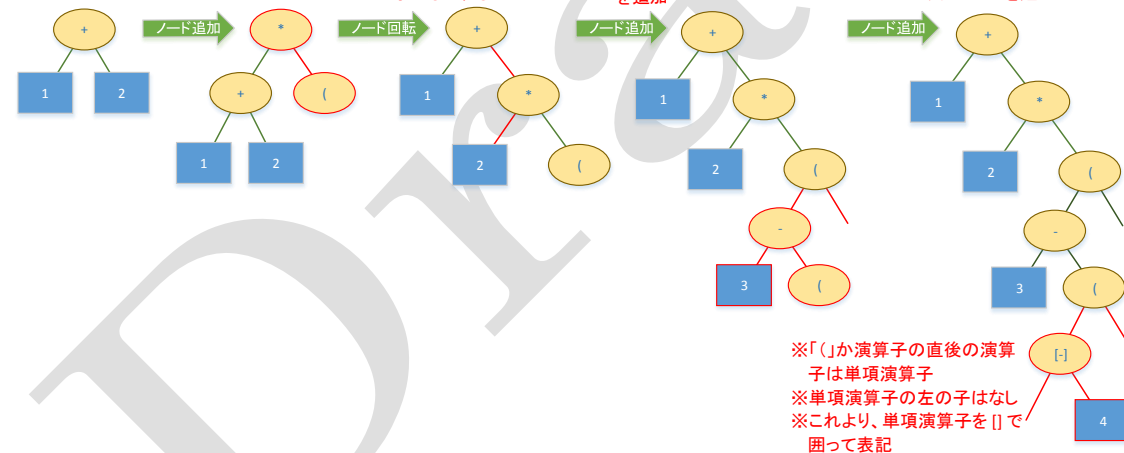 を追加
ノード追加
ノード回転
ノード追加
ノード追加
+
1
2
*
+
(
1
2
+
1
*
2
(
+
1
*
2
(
-
3
(
+
1
*
2
(
-
3
(
[-]
4
※「(」か演算子の直後の演算
子は単項演算子
※単項演算子の左の子はなし
※これより、単項演算子を [] で
囲って表記
Dra